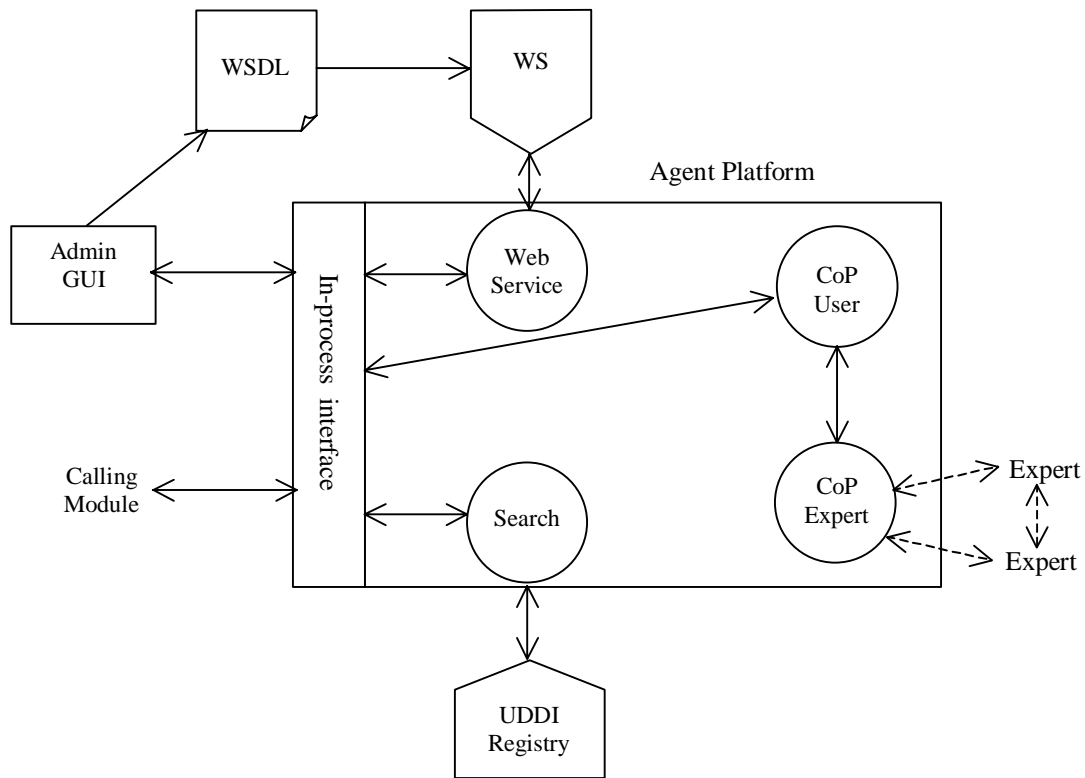 WSDL
WS
Agent Platform
Admin
GUI
Web
Service
CoP
User
In-process interface
Calling
Module
Search
CoP
Expert
Expert
Expert
UDDI
Registry